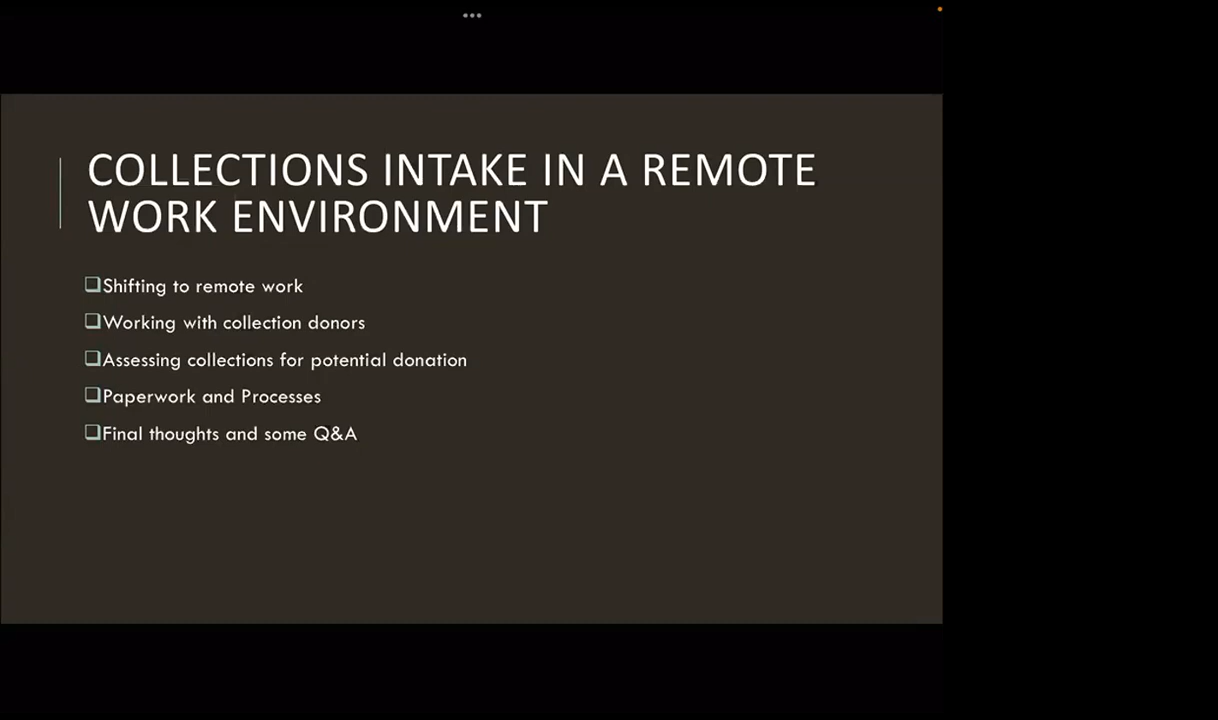 COLLECTIONS INTAKE IN A REMOTE
WORK ENVIRONMENT
❑Shifting to remote work
❑Working with collection donors
❑Assessing collections for potential donation
❑Paperwork and Processes
❑Final thoughts and some Q&A